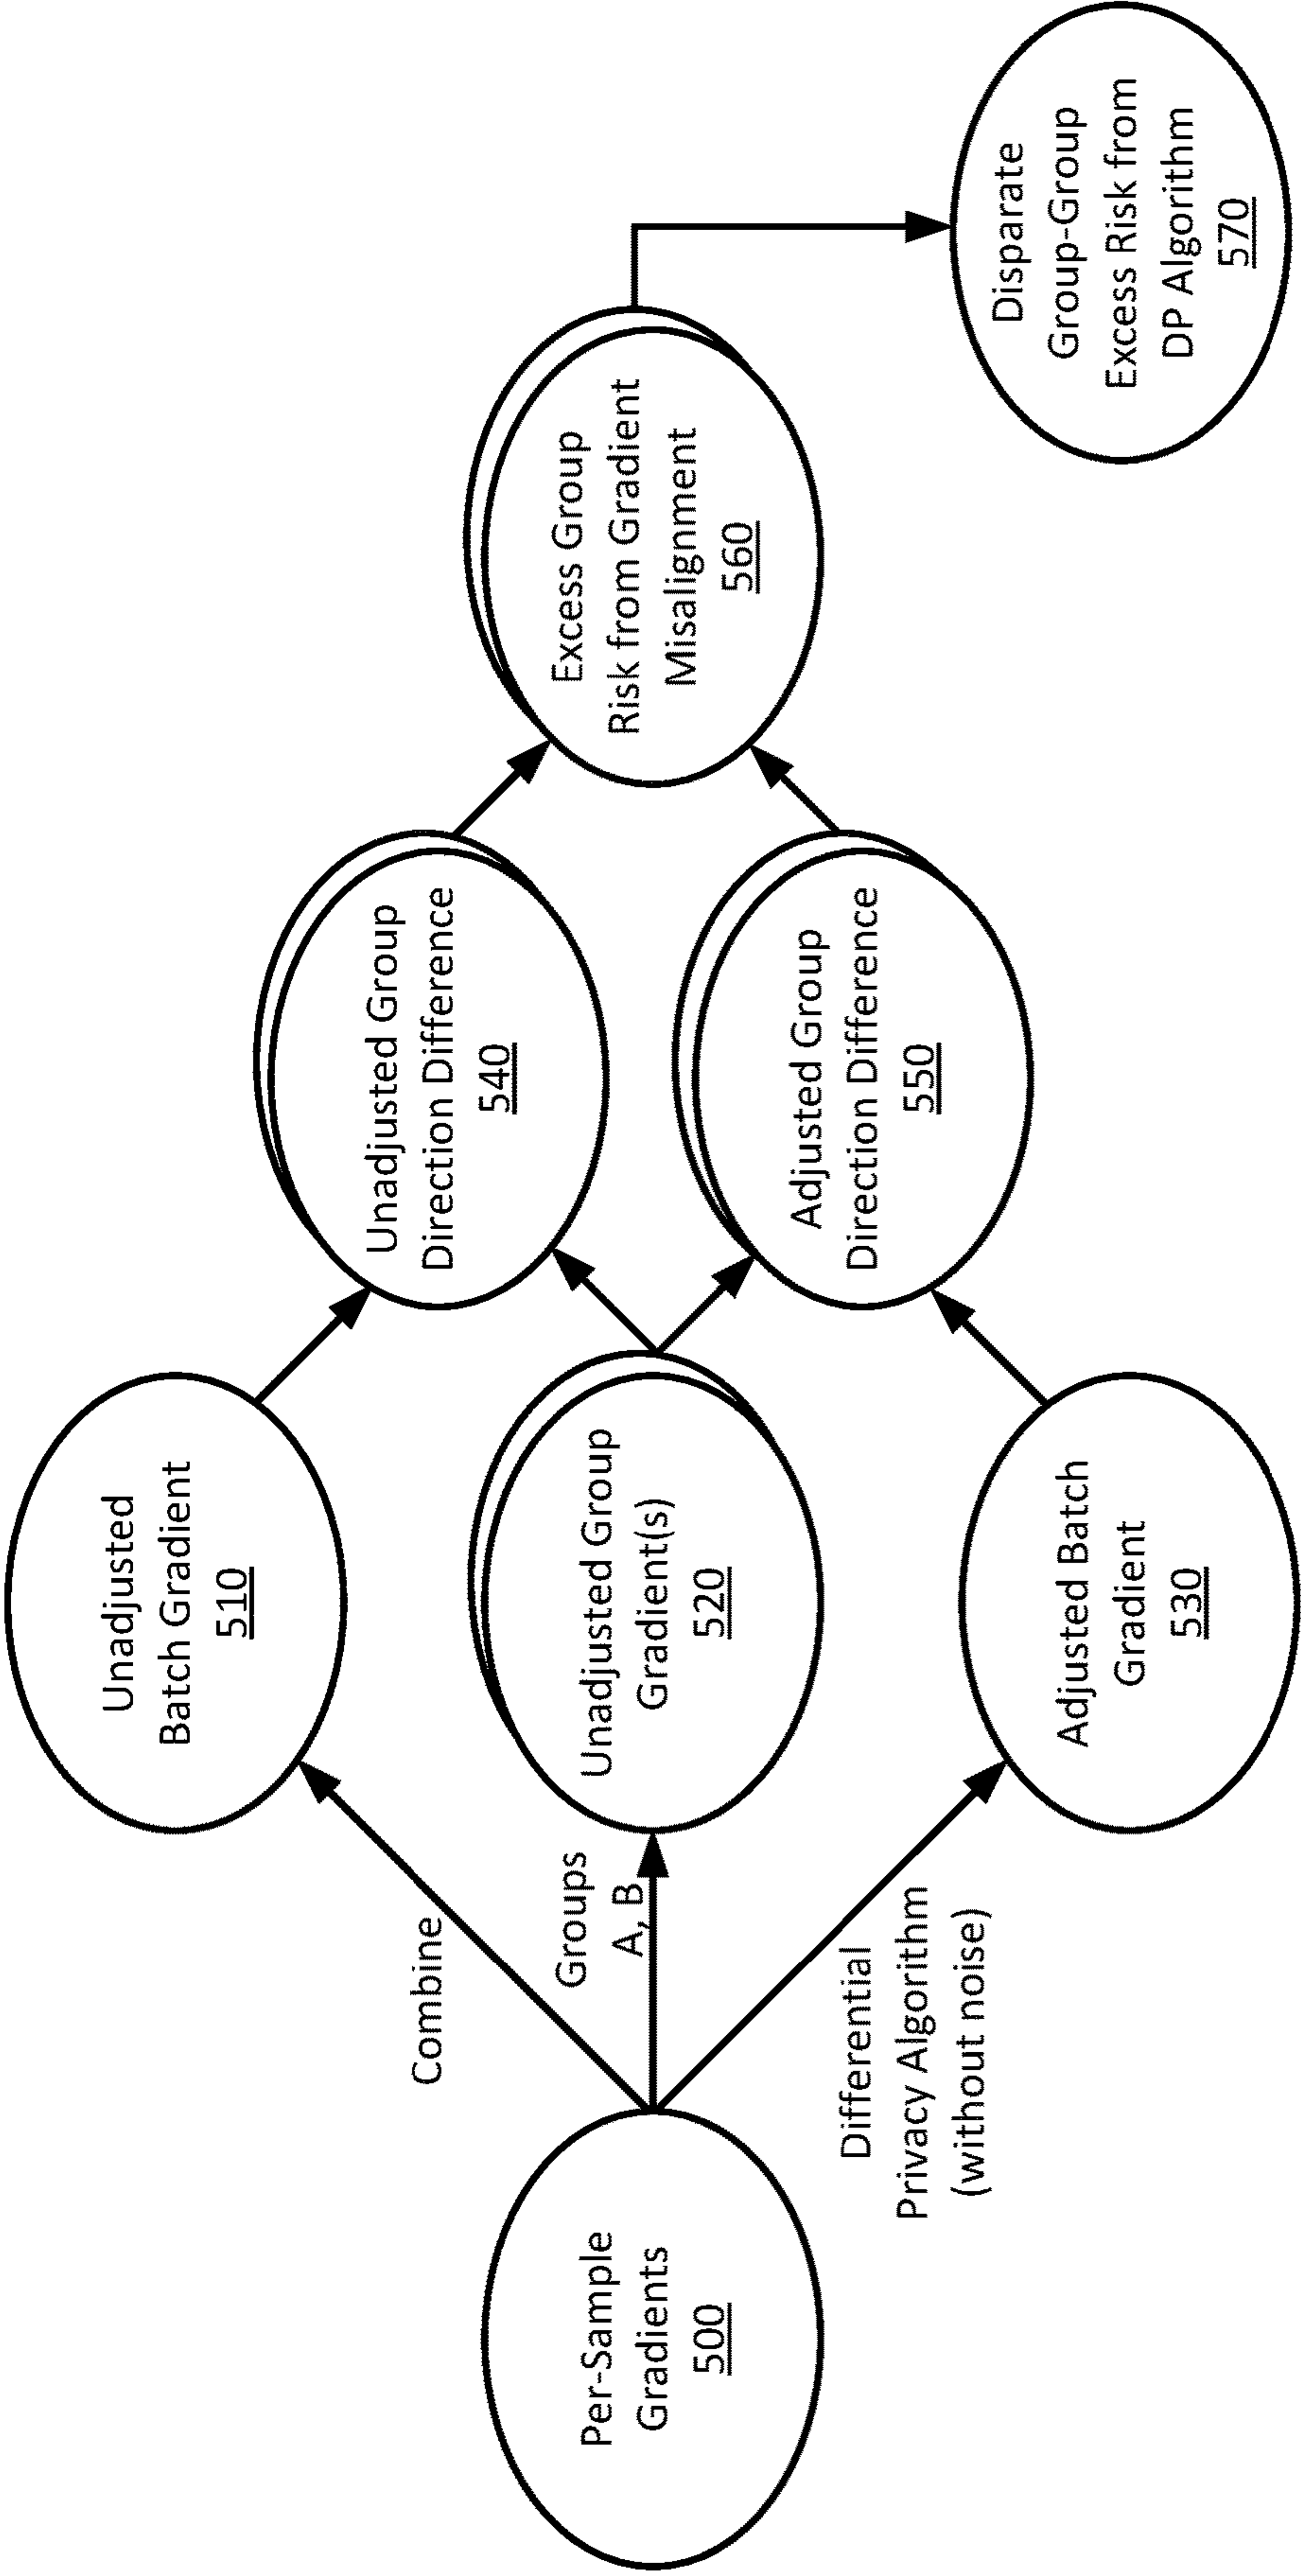 Per-Sample
Gradients
500
Combine
Groups
A, B
Differential
Privacy Algorithm
(without noise)
Unadjusted
Batch Gradient
510
Unadjusted Group
Gradient(s)
520
Adjusted Batch
Gradient
530
Unadjusted Group
Direction Difference
540
Adjusted Group
Direction Difference
550
Excess Group
Risk from Gradient
Misalignment
560
Disparate
Group-Group
Excess Risk from
DP Algorithm
570